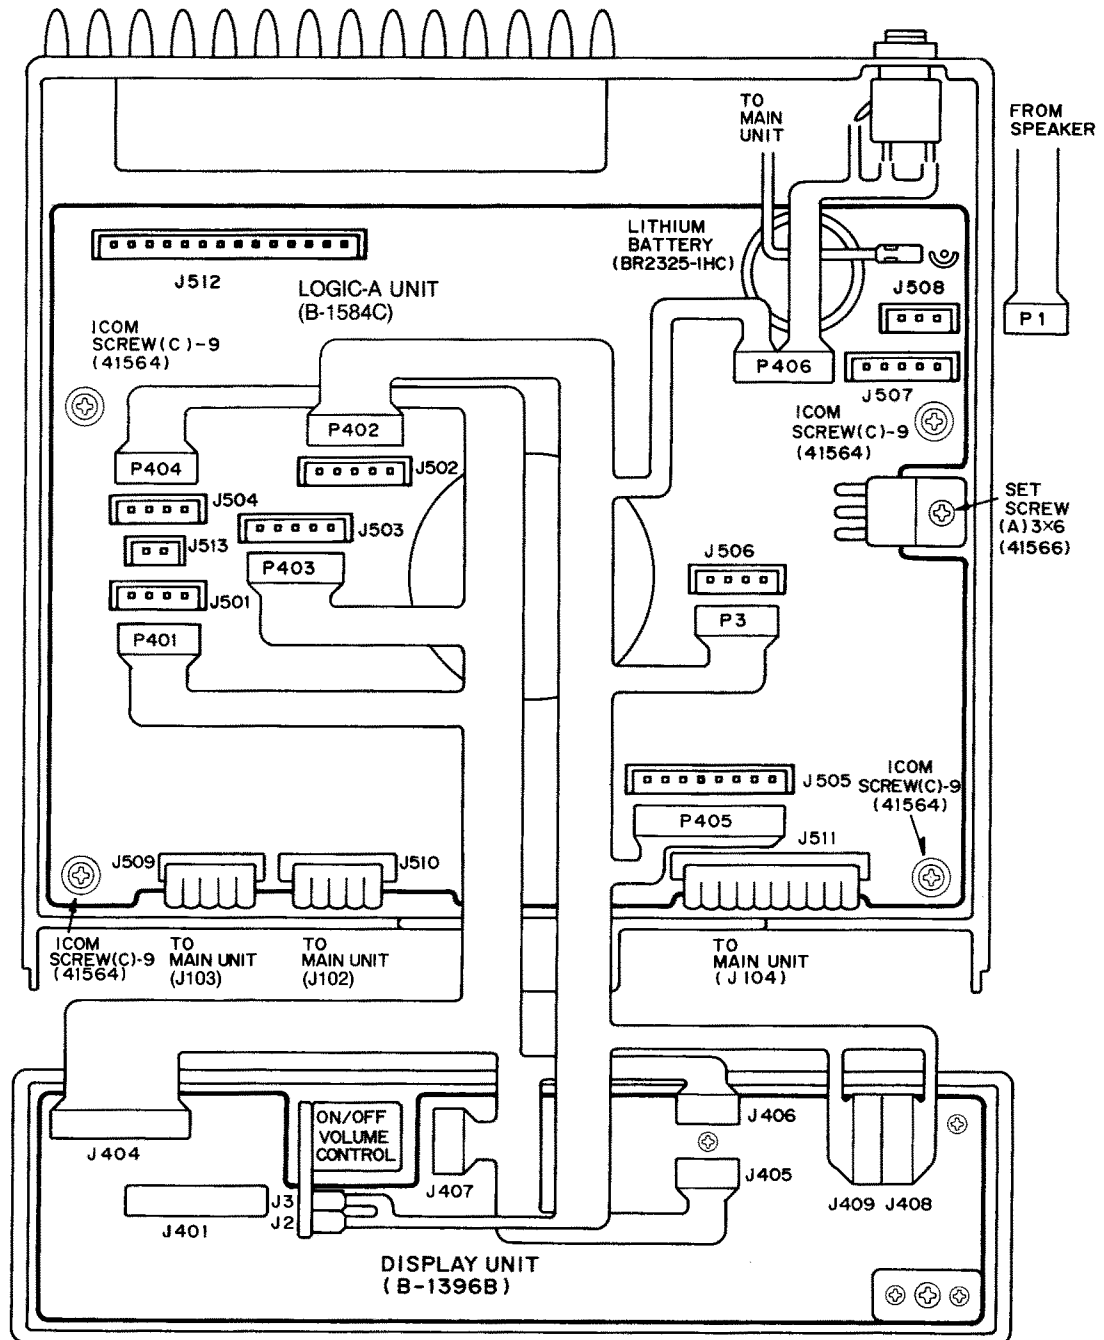 TO
MAIN
UNIT
FROM
SPEAKER
LITHIUM
BATTERY
(BR2325-1HC)
J512
LOGIC-A UNIT
(B-1584C)
J508
P1
ICOM
SCREW(C)-9
(41564)
P406
J507
ICOM
SCREW(C)-9
(41564)
P402
P404
J502
J504
SET
SCREW
(A)3×6
(41566)
J503
J513
P403
J506
J501
P3
P401
J505
ICOM
SCREW(C)-9
(41564)
P405
J511
J509
J510
ICOM
SCREW(C)-9
(41564)
TO
MAIN UNIT
(J103)
TO
MAIN UNIT
(J102)
TO
MAIN UNIT
(J104)
ON/OFF
VOLUME
CONTROL
J406
J404
J407
J405
J3
J2
J401
J409 J408
DISPLAY UNIT
(B-1396B)